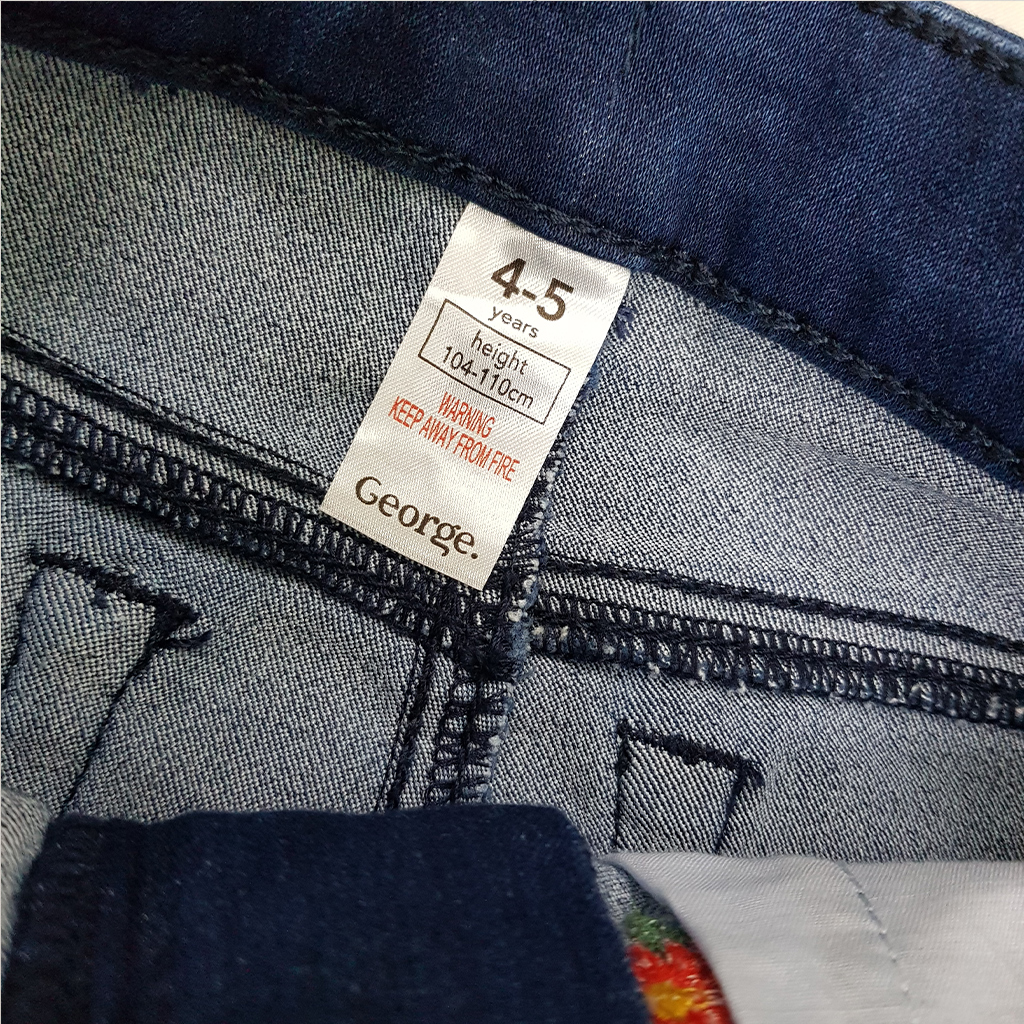 4-5
years
height
104-110cm
WARNING
KEEP AWAY FROM FIRE
George.